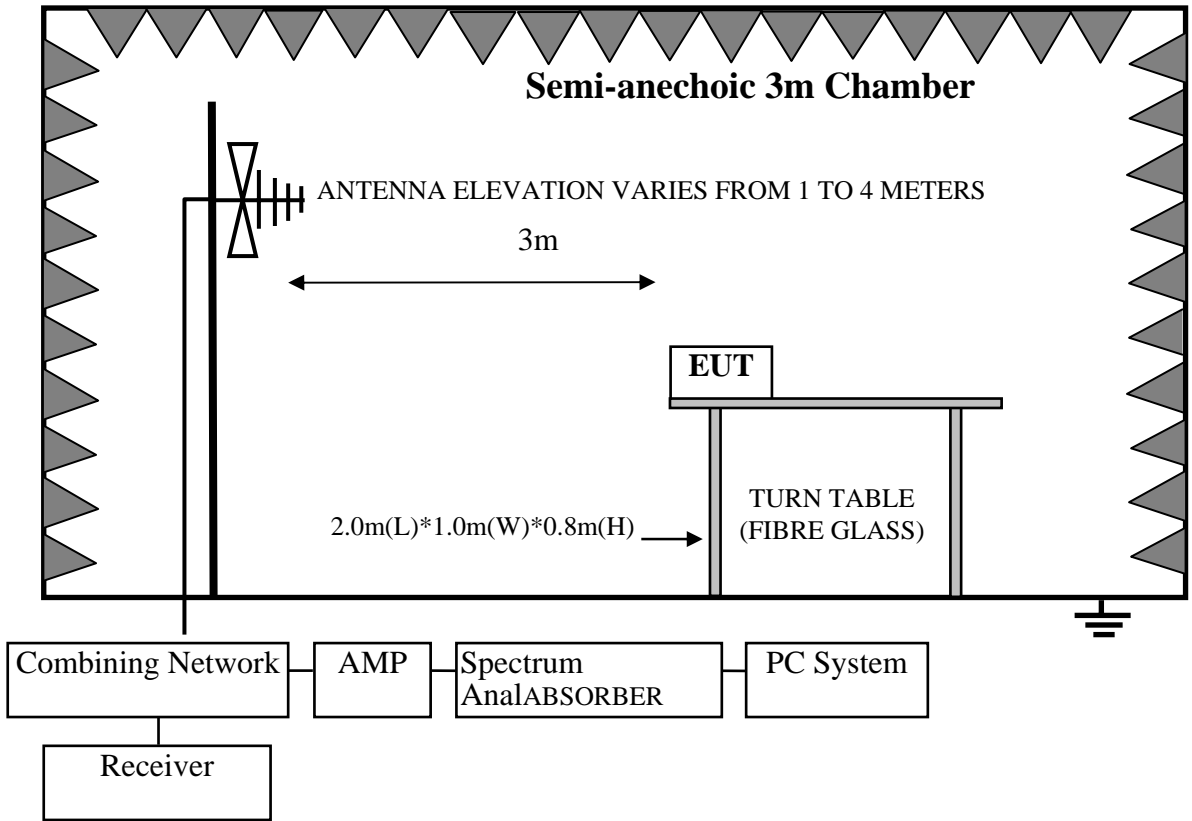 Semi-anechoic 3m Chamber
ANTENNA ELEVATION VARIES FROM 1 TO 4 METERS
3m
EUT
TURN TABLE
(FIBRE GLASS)
2.0m(L)*1.0m(W)*0.8m(H)
Combining Network
AMP
Spectrum
AnalABSORBER
PC System
Receiver